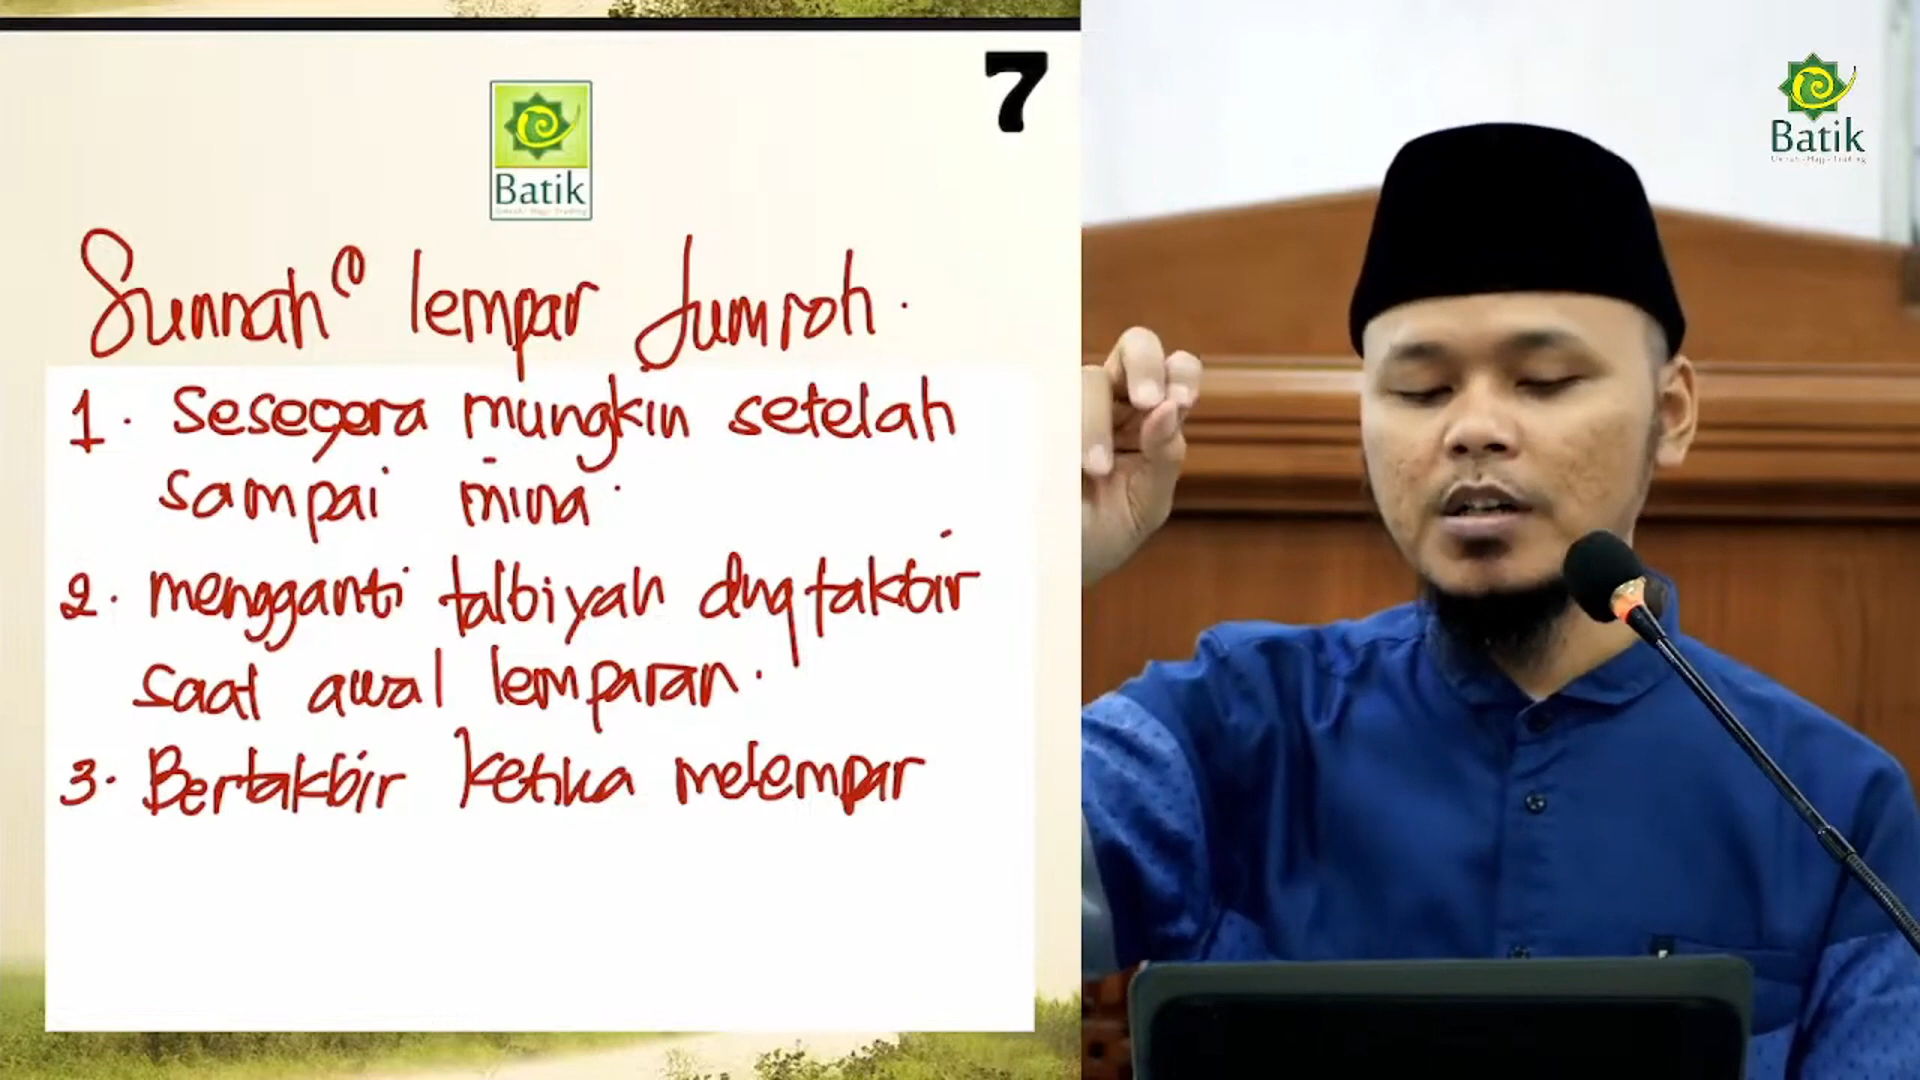 7
Batik
Sunnah² lempar Jumroh.
1. Sesegera mungkin setelah
sampai mina.
2. mengganti talbiyah dng takbir
saat awal lemparan.
3. Bertakbir ketika melempar
Batik